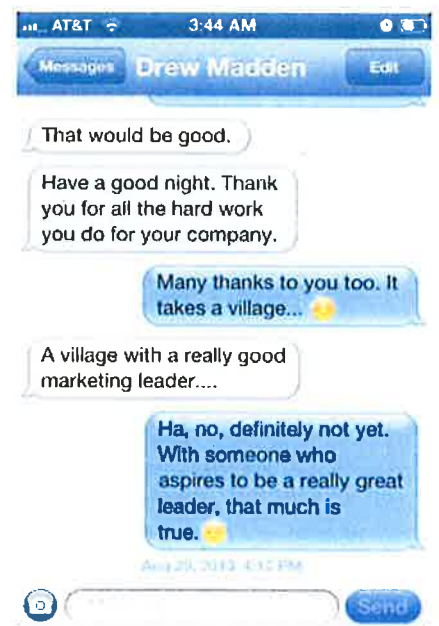 AT&T 3:44 AM
Messages Drew Madden Edit
That would be good.
Have a good night. Thank
you for all the hard work
you do for your company.
Many thanks to you too. It
takes a village...
A village with a really good
marketing leader....
Ha, no, definitely not yet.
With someone who
aspires to be a really great
leader, that much is
true.
Send